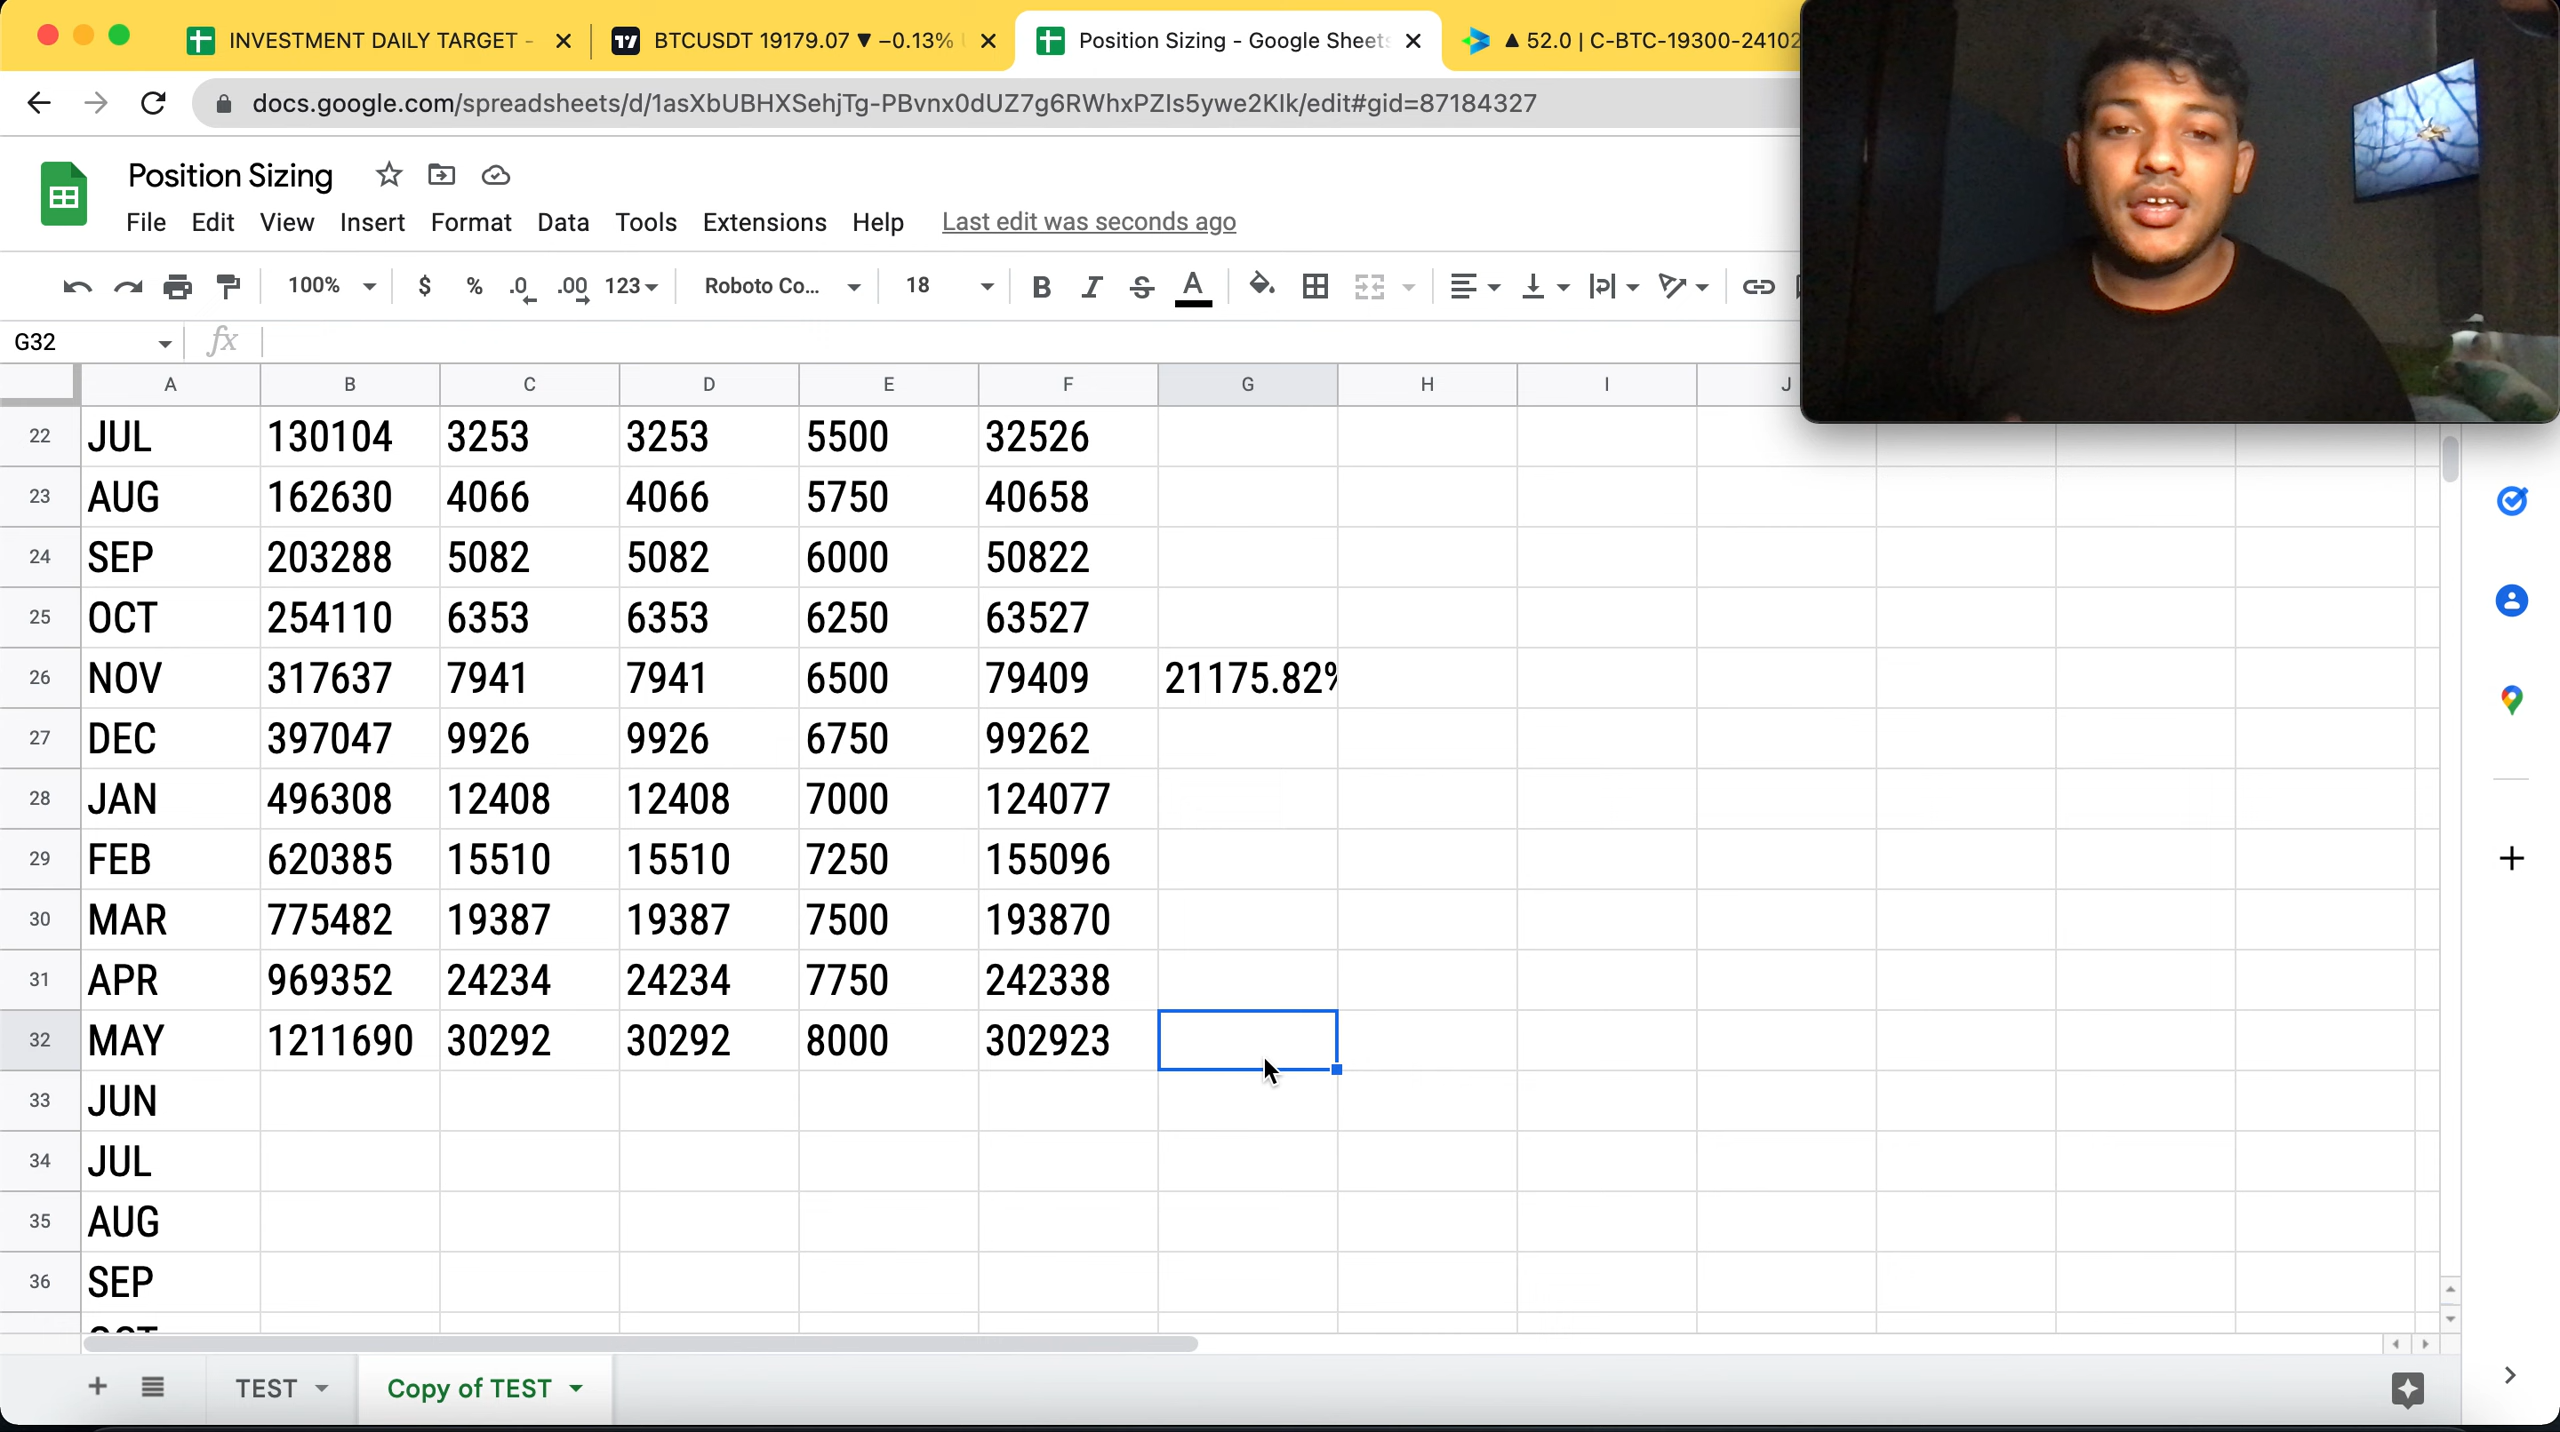 INVESTMENT DAILY TARGET -
BTCUSDT 19179.07 ▼ −0.13%
Position Sizing - Google Sheets
▲ 52.0 | C-BTC-19300-24102
docs.google.com/spreadsheets/d/1asXbUBHXSehjTg-PBvnx0dUZ7g6RWhxPZIs5ywe2KIk/edit#gid=87184327
Position Sizing
File Edit View Insert Format Data Tools Extensions Help Last edit was seconds ago
100% $ % .0 .00 123 Roboto Co... 18 B I S A
G32 fx
A B C D E F G H I J
22 JUL 130104 3253 3253 5500 32526
23 AUG 162630 4066 4066 5750 40658
24 SEP 203288 5082 5082 6000 50822
25 OCT 254110 6353 6353 6250 63527
26 NOV 317637 7941 7941 6500 79409 21175.82%
27 DEC 397047 9926 9926 6750 99262
28 JAN 496308 12408 12408 7000 124077
29 FEB 620385 15510 15510 7250 155096
30 MAR 775482 19387 19387 7500 193870
31 APR 969352 24234 24234 7750 242338
32 MAY 1211690 30292 30292 8000 302923
33 JUN
34 JUL
35 AUG
36 SEP
OCT
TEST Copy of TEST